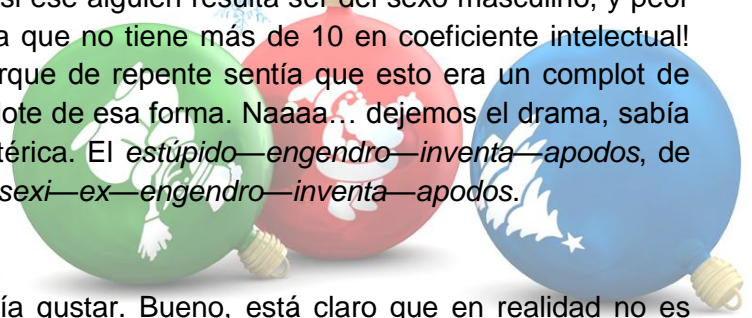 si ese alguien resulta ser del sexo masculino, y peor
a que no tiene más de 10 en coeficiente intelectual!
rque de repente sentía que esto era un complot de
lote de esa forma. Naaaa… dejemos el drama, sabía
térica. El estúpido—engendro—inventa—apodos, de
sexi—ex—engendro—inventa—apodos.
ía gustar. Bueno, está claro que en realidad no es